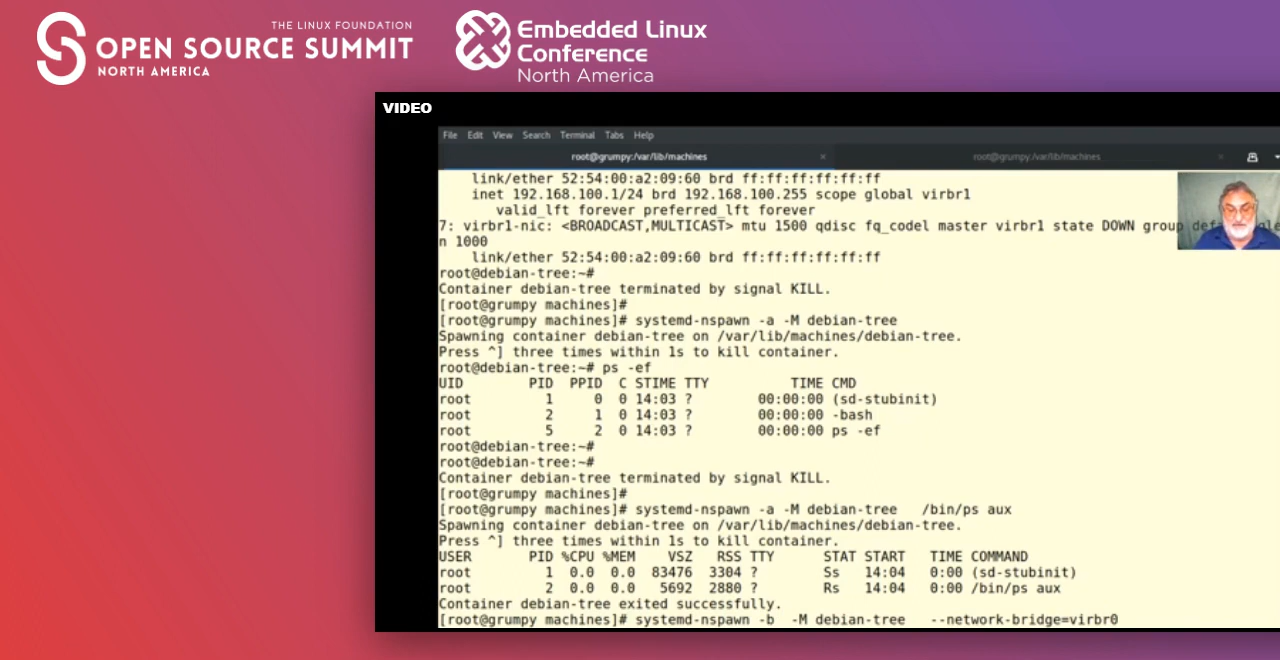 THE LINUX FOUNDATION
OPEN SOURCE SUMMIT
NORTH AMERICA
Embedded Linux
Conference
North America
VIDEO
File Edit View Search Terminal Tabs Help
root@grumpy:/var/lib/machines × root@grumpy:/var/lib/machines ×
link/ether 52:54:00:a2:09:60 brd ff:ff:ff:ff:ff:ff
inet 192.168.100.1/24 brd 192.168.100.255 scope global virbr1
valid_lft forever preferred_lft forever
7: virbr1-nic: <BROADCAST,MULTICAST> mtu 1500 qdisc fq_codel master virbr1 state DOWN group
n 1000
link/ether 52:54:00:a2:09:60 brd ff:ff:ff:ff:ff:ff
root@debian-tree:~#
Container debian-tree terminated by signal KILL.
[root@grumpy machines]#
[root@grumpy machines]# systemd-nspawn -a -M debian-tree
Spawning container debian-tree on /var/lib/machines/debian-tree.
Press ^] three times within 1s to kill container.
root@debian-tree:~# ps -ef
UID PID PPID C STIME TTY TIME CMD
root 1 0 0 14:03 ? 00:00:00 (sd-stubinit)
root 2 1 0 14:03 ? 00:00:00 -bash
root 5 2 0 14:03 ? 00:00:00 ps -ef
root@debian-tree:~#
root@debian-tree:~#
Container debian-tree terminated by signal KILL.
[root@grumpy machines]#
[root@grumpy machines]# systemd-nspawn -a -M debian-tree /bin/ps aux
Spawning container debian-tree on /var/lib/machines/debian-tree.
Press ^] three times within 1s to kill container.
USER PID %CPU %MEM VSZ RSS TTY STAT START TIME COMMAND
root 1 0.0 0.0 83476 3304 ? Ss 14:04 0:00 (sd-stubinit)
root 2 0.0 0.0 5692 2880 ? Rs 14:04 0:00 /bin/ps aux
Container debian-tree exited successfully.
[root@grumpy machines]# systemd-nspawn -b -M debian-tree --network-bridge=virbr0